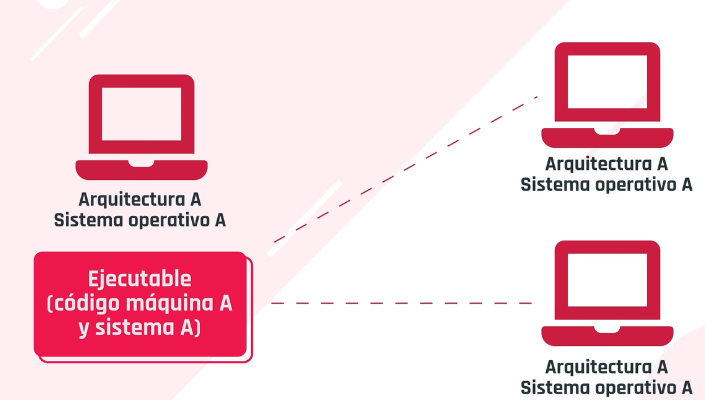 Arquitectura A
Sistema operativo A
Ejecutable
(código máquina A
y sistema A)
Arquitectura A
Sistema operativo A
Arquitectura A
Sistema operativo A